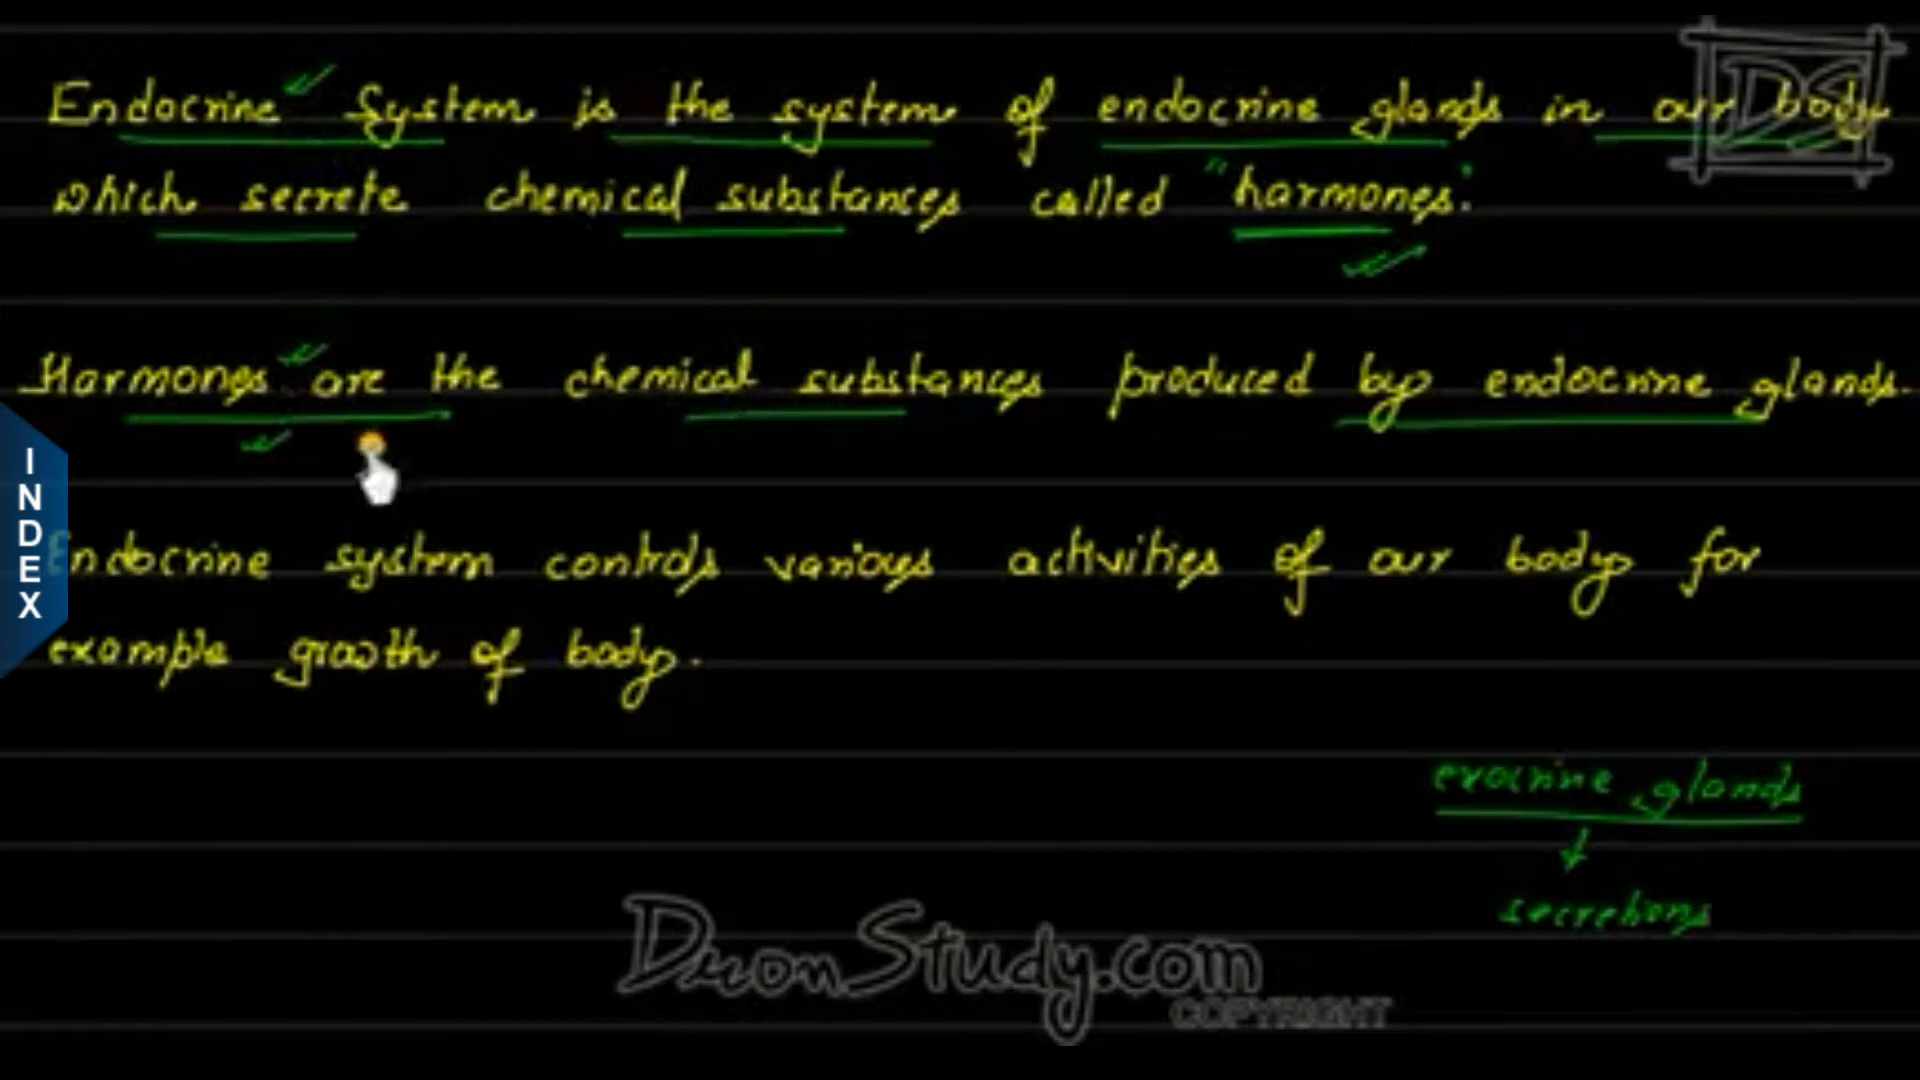 Endocrine System is the system of endocrine glands in our body
which secrete chemical substances called "harmones".
Harmones are the chemical substances produced by endocrine glands.
Endocrine system controls various activities of our body for
example growth of body.
exocrine glands
↓
secretions
INDEX
DS
DronStudy.com
COPYRIGHT